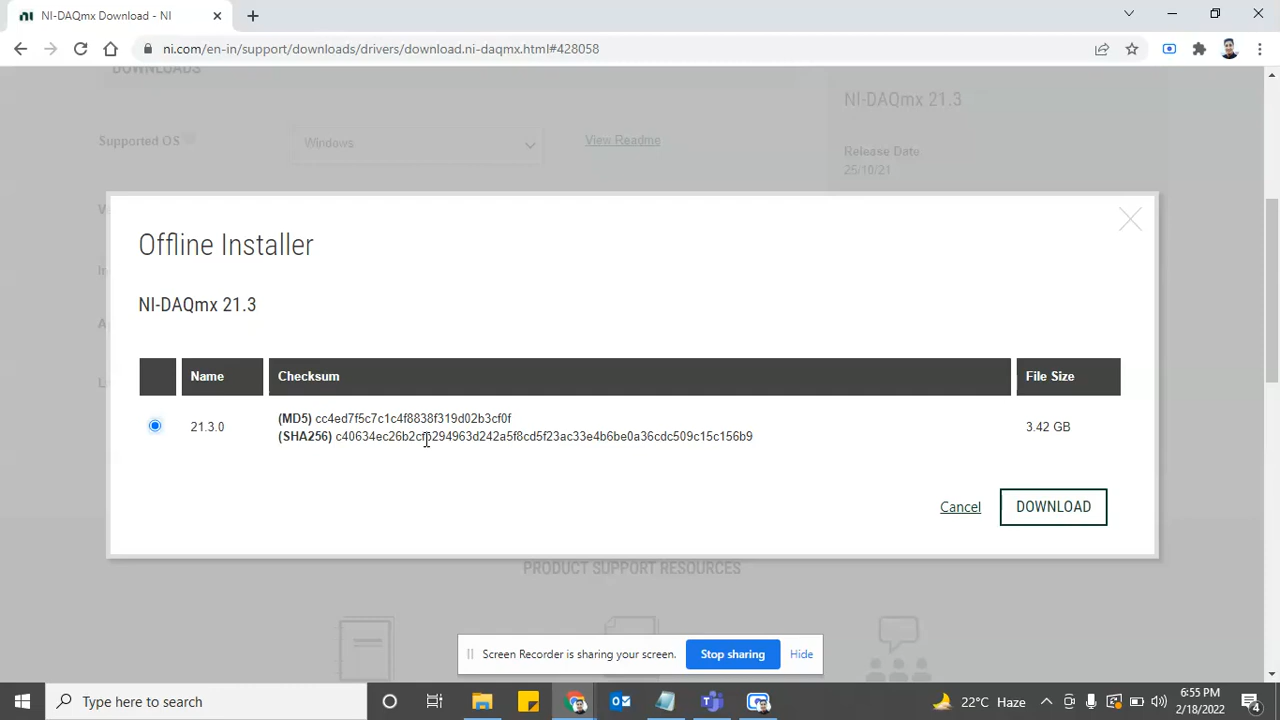 NI-DAQmx Download - NI
ni.com/en-in/support/downloads/drivers/download.ni-daqmx.html#428058
DOWNLOADS
NI-DAQmx 21.3
Supported OS
Windows
View Readme
Release Date
25/10/21
Offline Installer
NI-DAQmx 21.3
Name
Checksum
File Size
21.3.0
(MD5) cc4ed7f5c7c1c4f8838f319d02b3cf0f
3.42 GB
Cancel
DOWNLOAD
PRODUCT SUPPORT RESOURCES
Screen Recorder is sharing your screen.
Stop sharing
Hide
Type here to search
22°C Haze
6:55 PM
2/18/2022
4